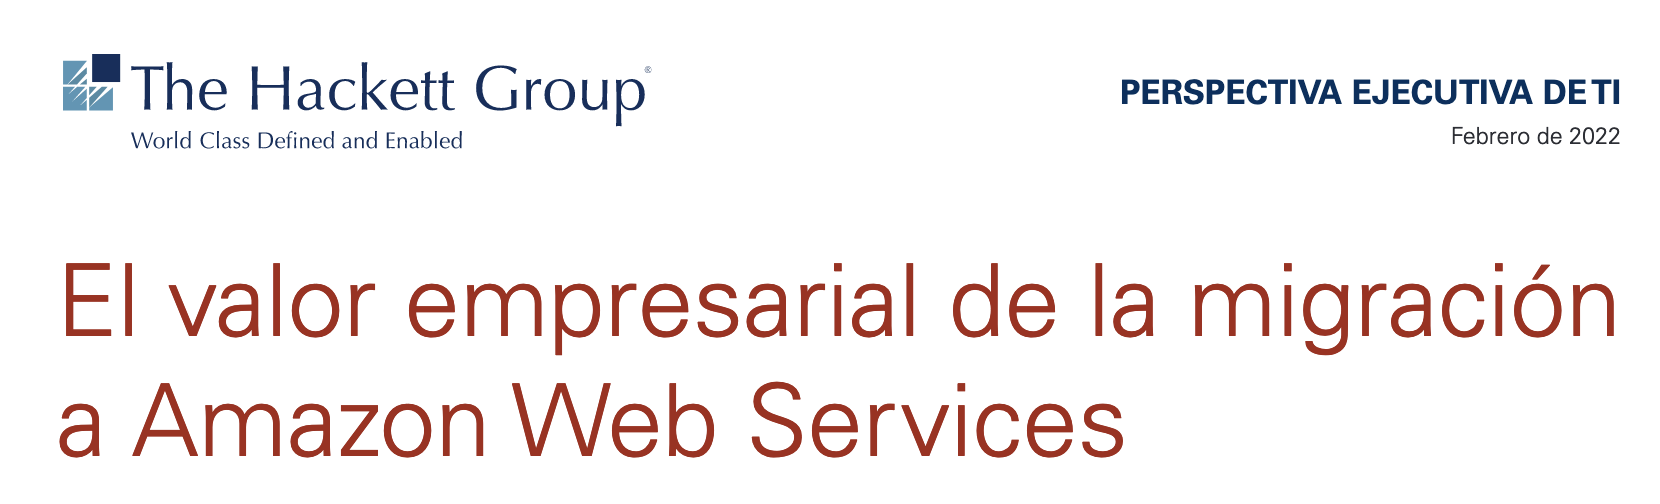 The Hackett Group®
World Class Defined and Enabled
PERSPECTIVA EJECUTIVA DE TI
Febrero de 2022
El valor empresarial de la migración
a Amazon Web Services